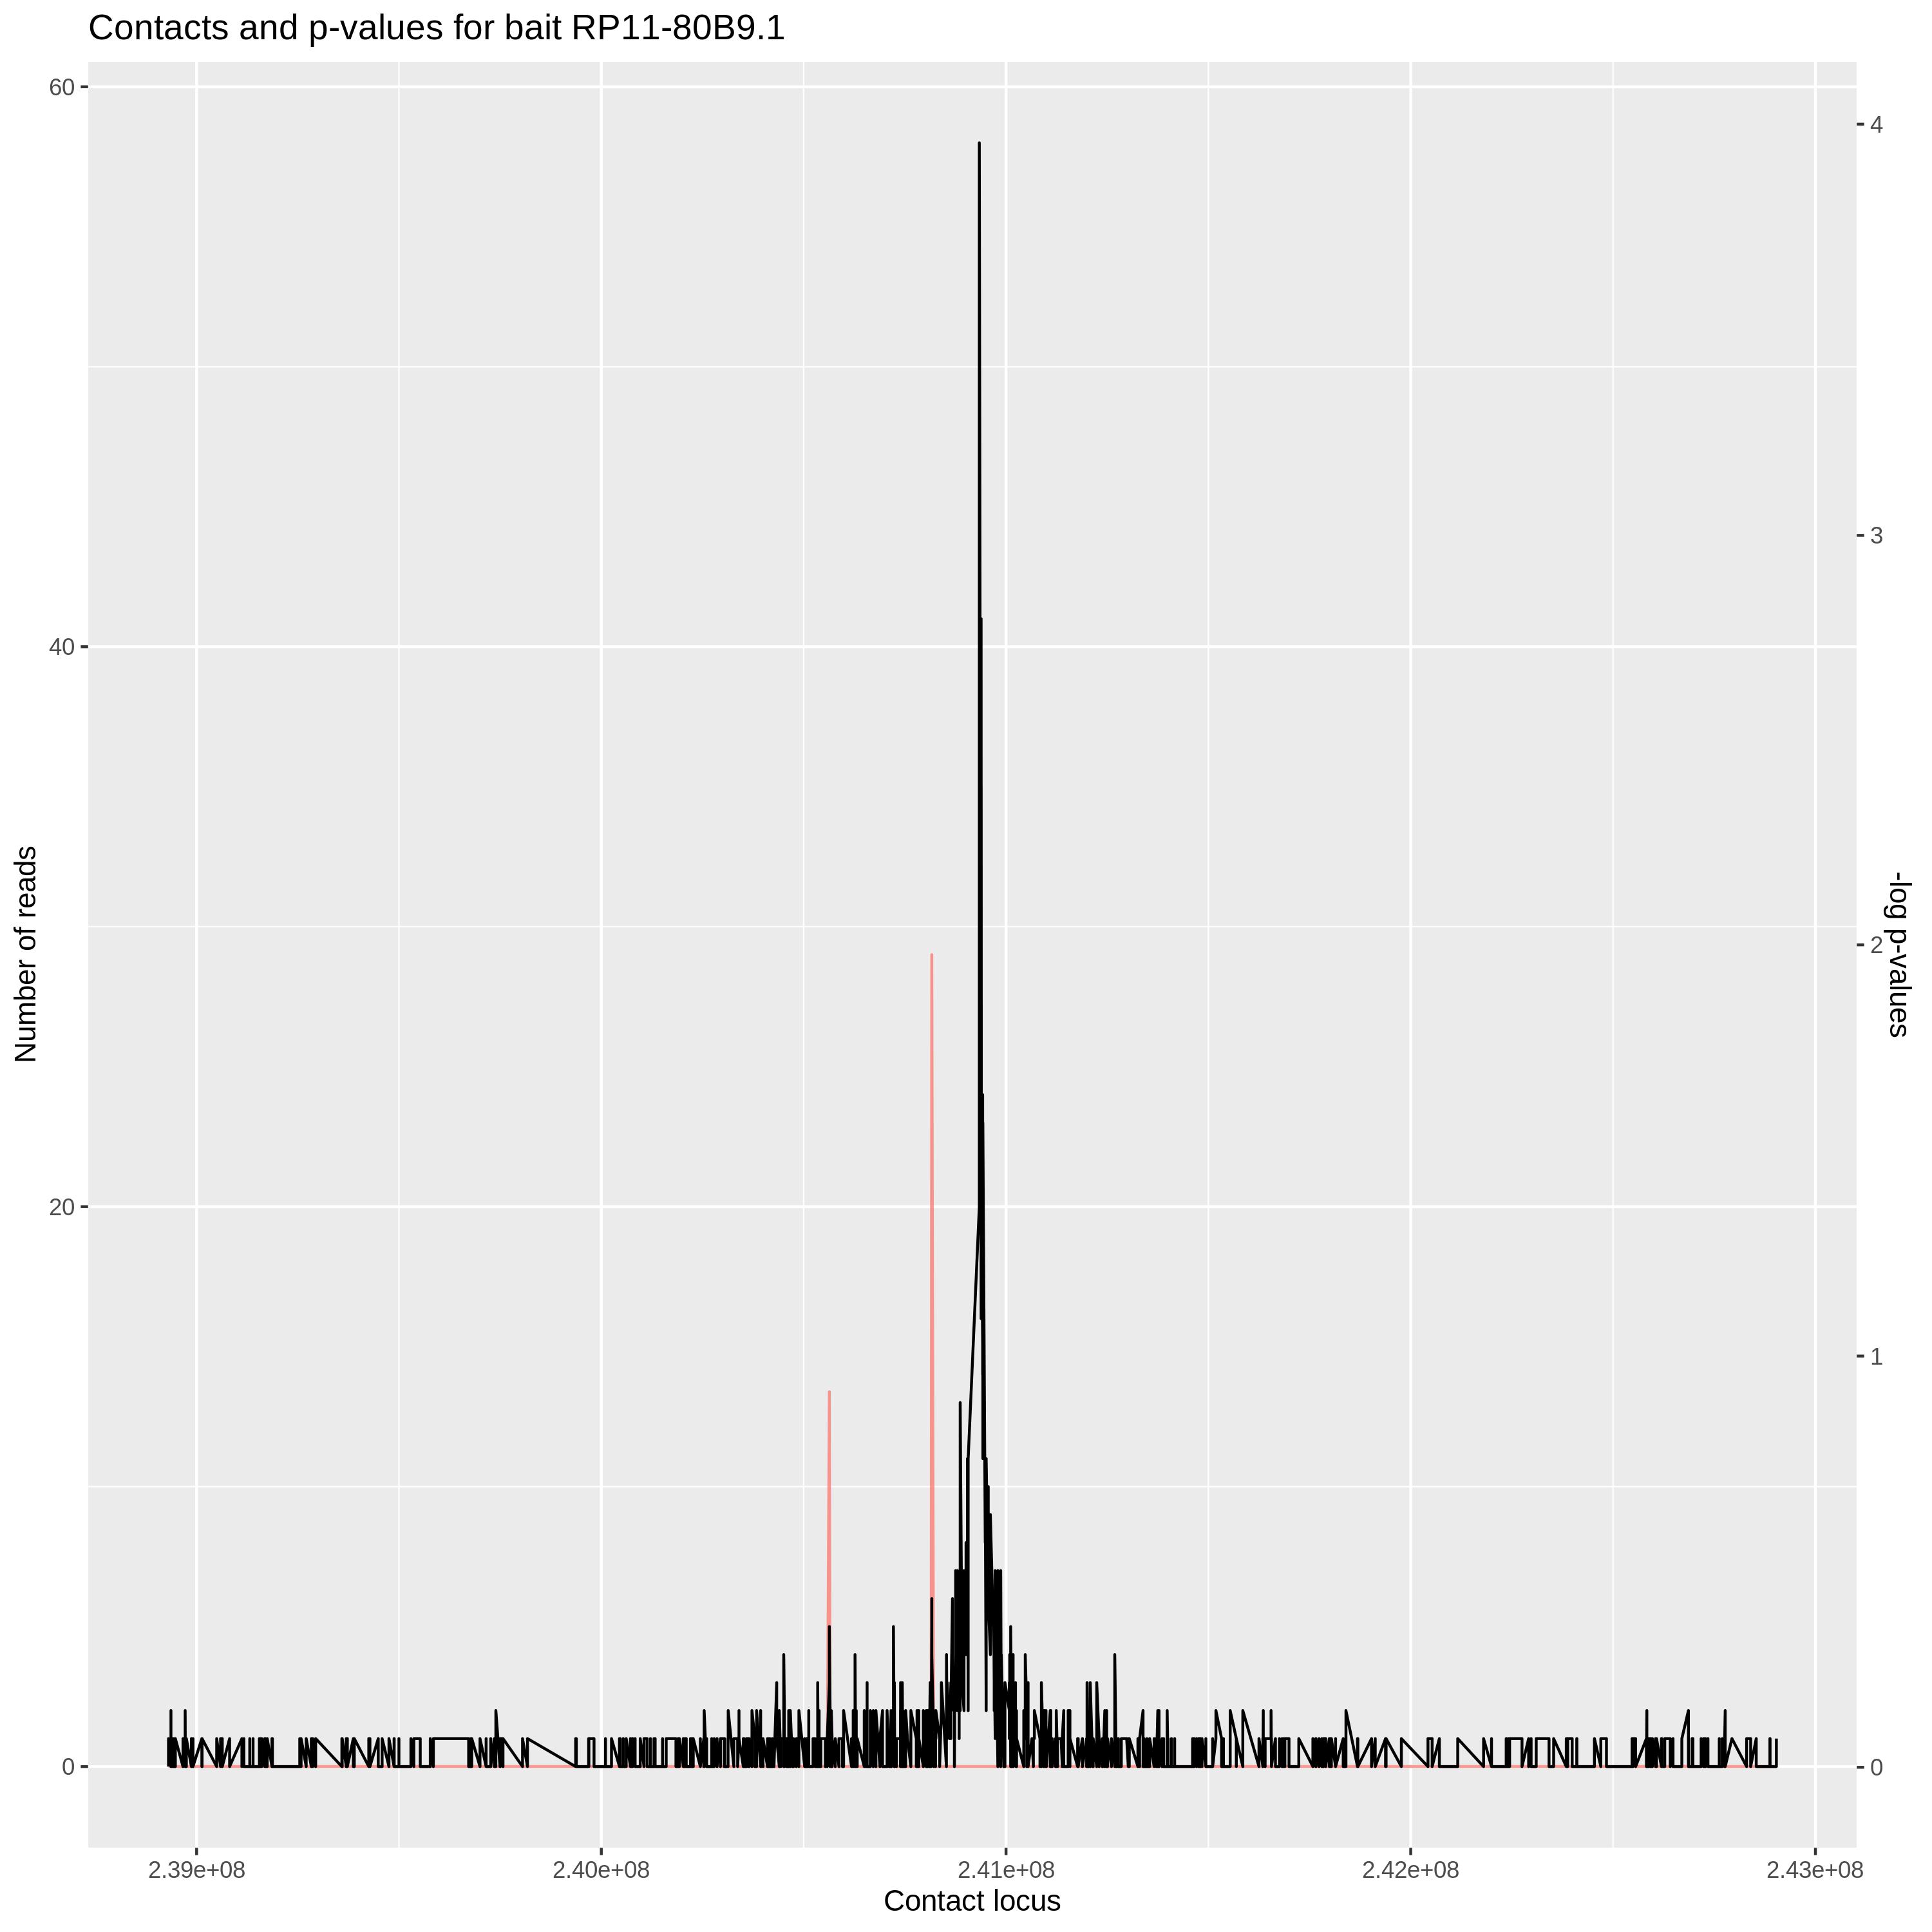 Contacts and p-values for bait RP11-80B9.1
60
40
20
0
Number of reads
4
3
2
1
0
-log p-values
2.39e+08
2.40e+08
2.41e+08
2.42e+08
2.43e+08
Contact locus